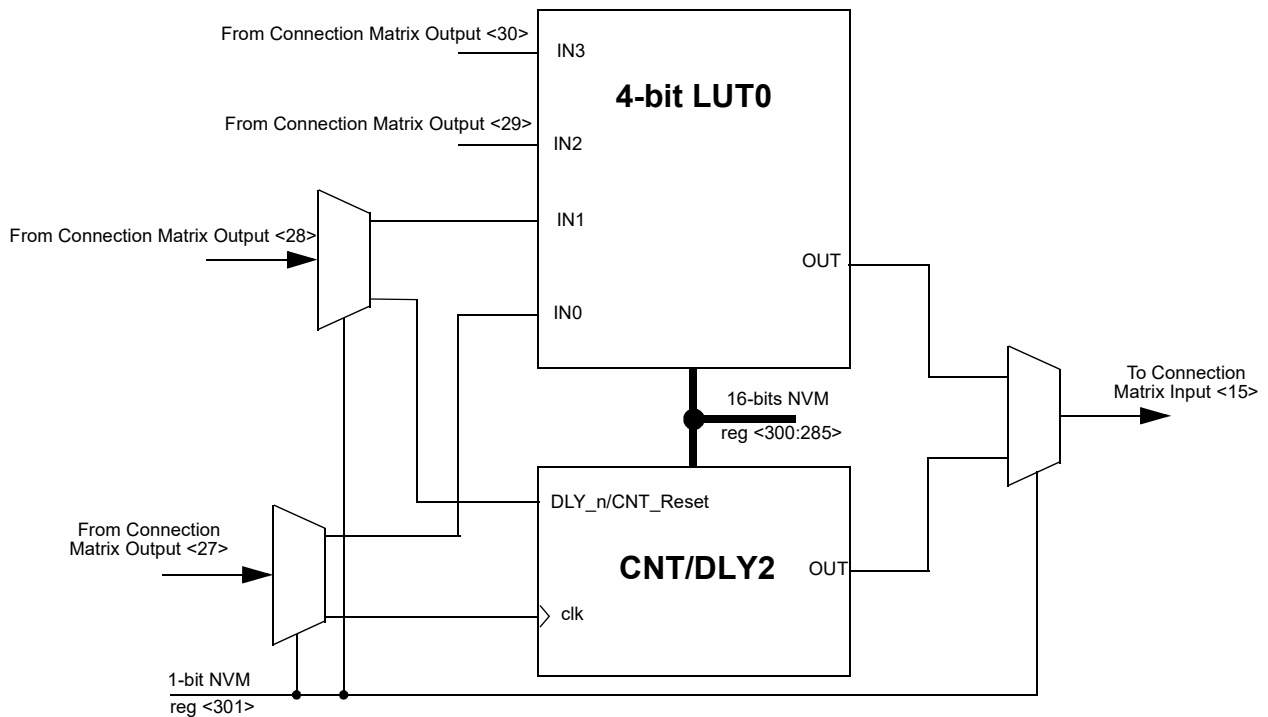 From Connection Matrix Output <30>
IN3
4-bit LUT0
From Connection Matrix Output <29>
IN2
IN1
From Connection Matrix Output <28>
OUT
IN0
To Connection
Matrix Input <15>
16-bits NVM
reg <300:285>
DLY_n/CNT_Reset
From Connection
Matrix Output <27>
CNT/DLY2
OUT
clk
1-bit NVM
reg <301>